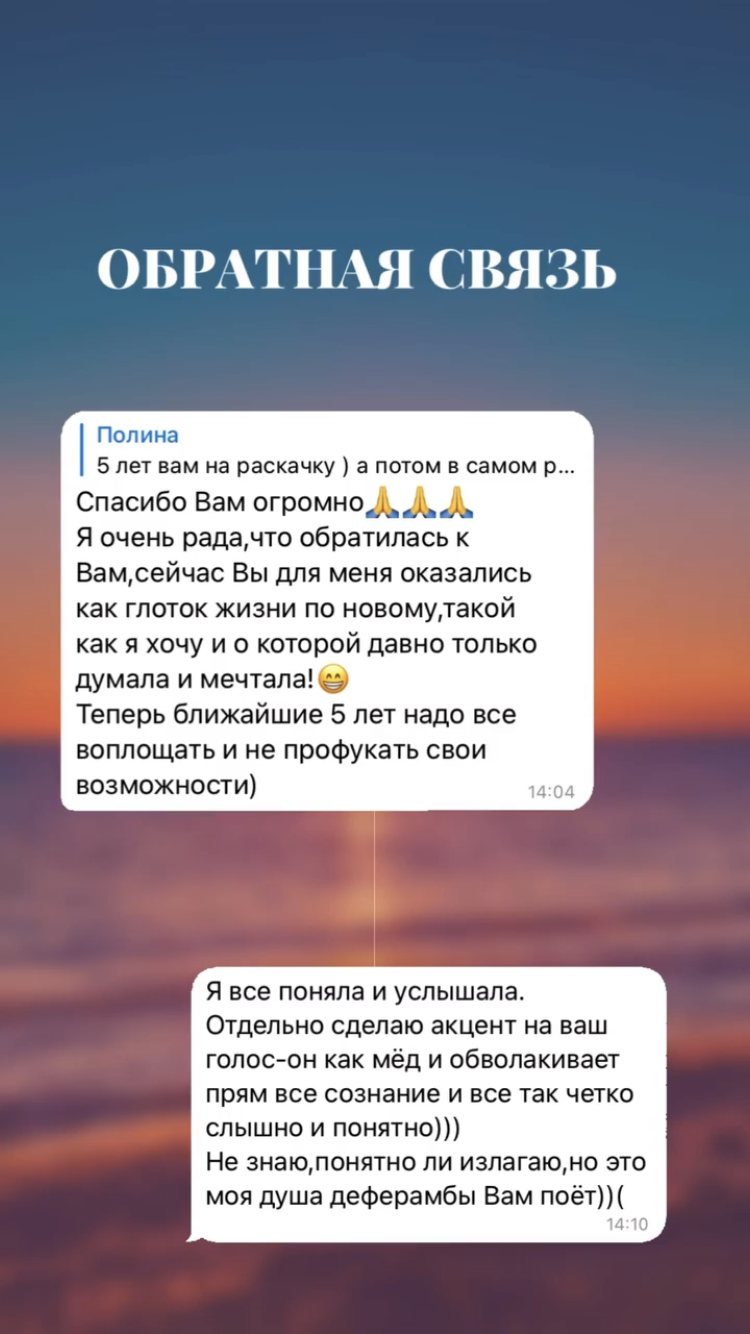 ОБРАТНАЯ СВЯЗЬ
Полина
5 лет вам на раскачку ) а потом в самом р...
Спасибо Вам огромно🙏🙏🙏
Я очень рада,что обратилась к
Вам,сейчас Вы для меня оказались
как глоток жизни по новому,такой
как я хочу и о которой давно только
думала и мечтала!😁
Теперь ближайшие 5 лет надо все
воплощать и не профукать свои
возможности)
14:04
Я все поняла и услышала.
Отдельно сделаю акцент на ваш
голос-он как мёд и обволакивает
прям все сознание и все так четко
слышно и понятно)))
Не знаю,понятно ли излагаю,но это
моя душа деферамбы Вам поёт))(
14:10